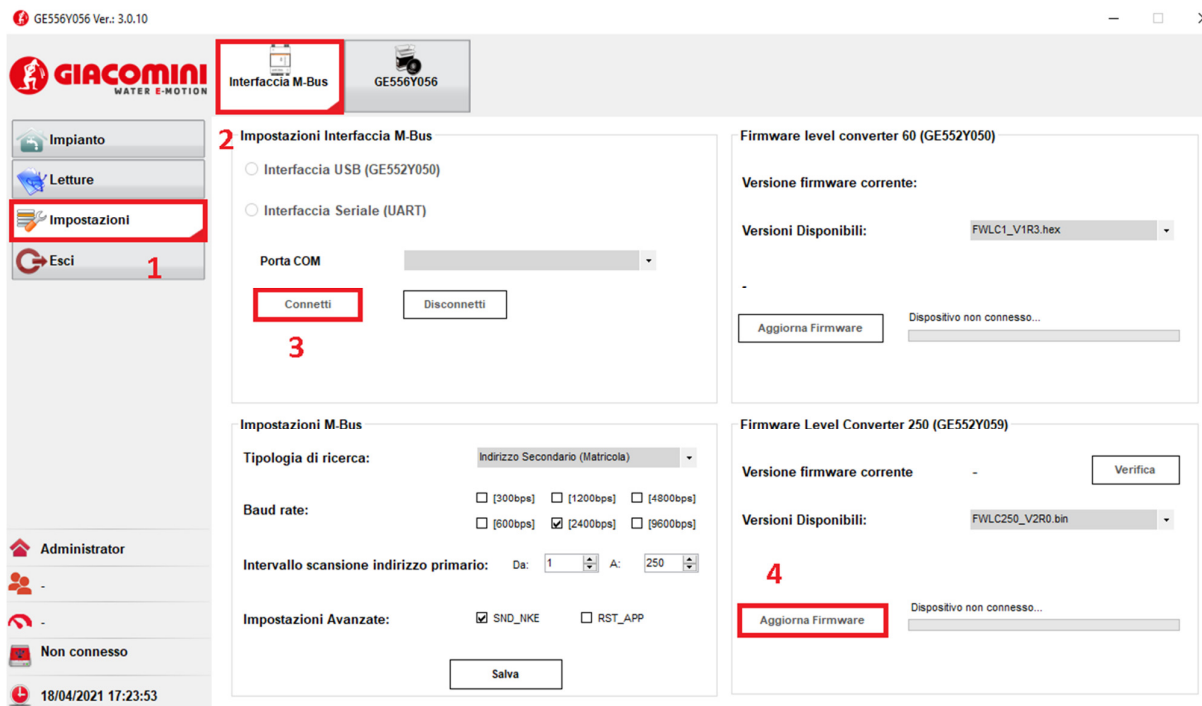 GE556Y056 Ver.: 3.0.10
GIACOMINI
WATER E-MOTION
Interfaccia M-Bus
GE556Y056
Impianto
Letture
Impostazioni
Esci
1
2
Impostazioni Interfaccia M-Bus
Interfaccia USB (GE552Y050)
Interfaccia Seriale (UART)
Porta COM
Connetti
Disconnetti
3
Firmware level converter 60 (GE552Y050)
Versione firmware corrente:
Versioni Disponibili:
FWLC1_V1R3.hex
-
Aggiorna Firmware
Dispositivo non connesso...
Impostazioni M-Bus
Tipologia di ricerca:
Indirizzo Secondario (Matricola)
Baud rate:
[300bps] [1200bps] [4800bps]
[600bps] [2400bps] [9600bps]
Intervallo scansione indirizzo primario: Da: 1 A: 250
Impostazioni Avanzate: SND_NKE RST_APP
Salva
Firmware Level Converter 250 (GE552Y059)
Versione firmware corrente - Verifica
Versioni Disponibili:
FWLC250_V2R0.bin
4
Aggiorna Firmware
Dispositivo non connesso...
Administrator
-
-
Non connesso
18/04/2021 17:23:53